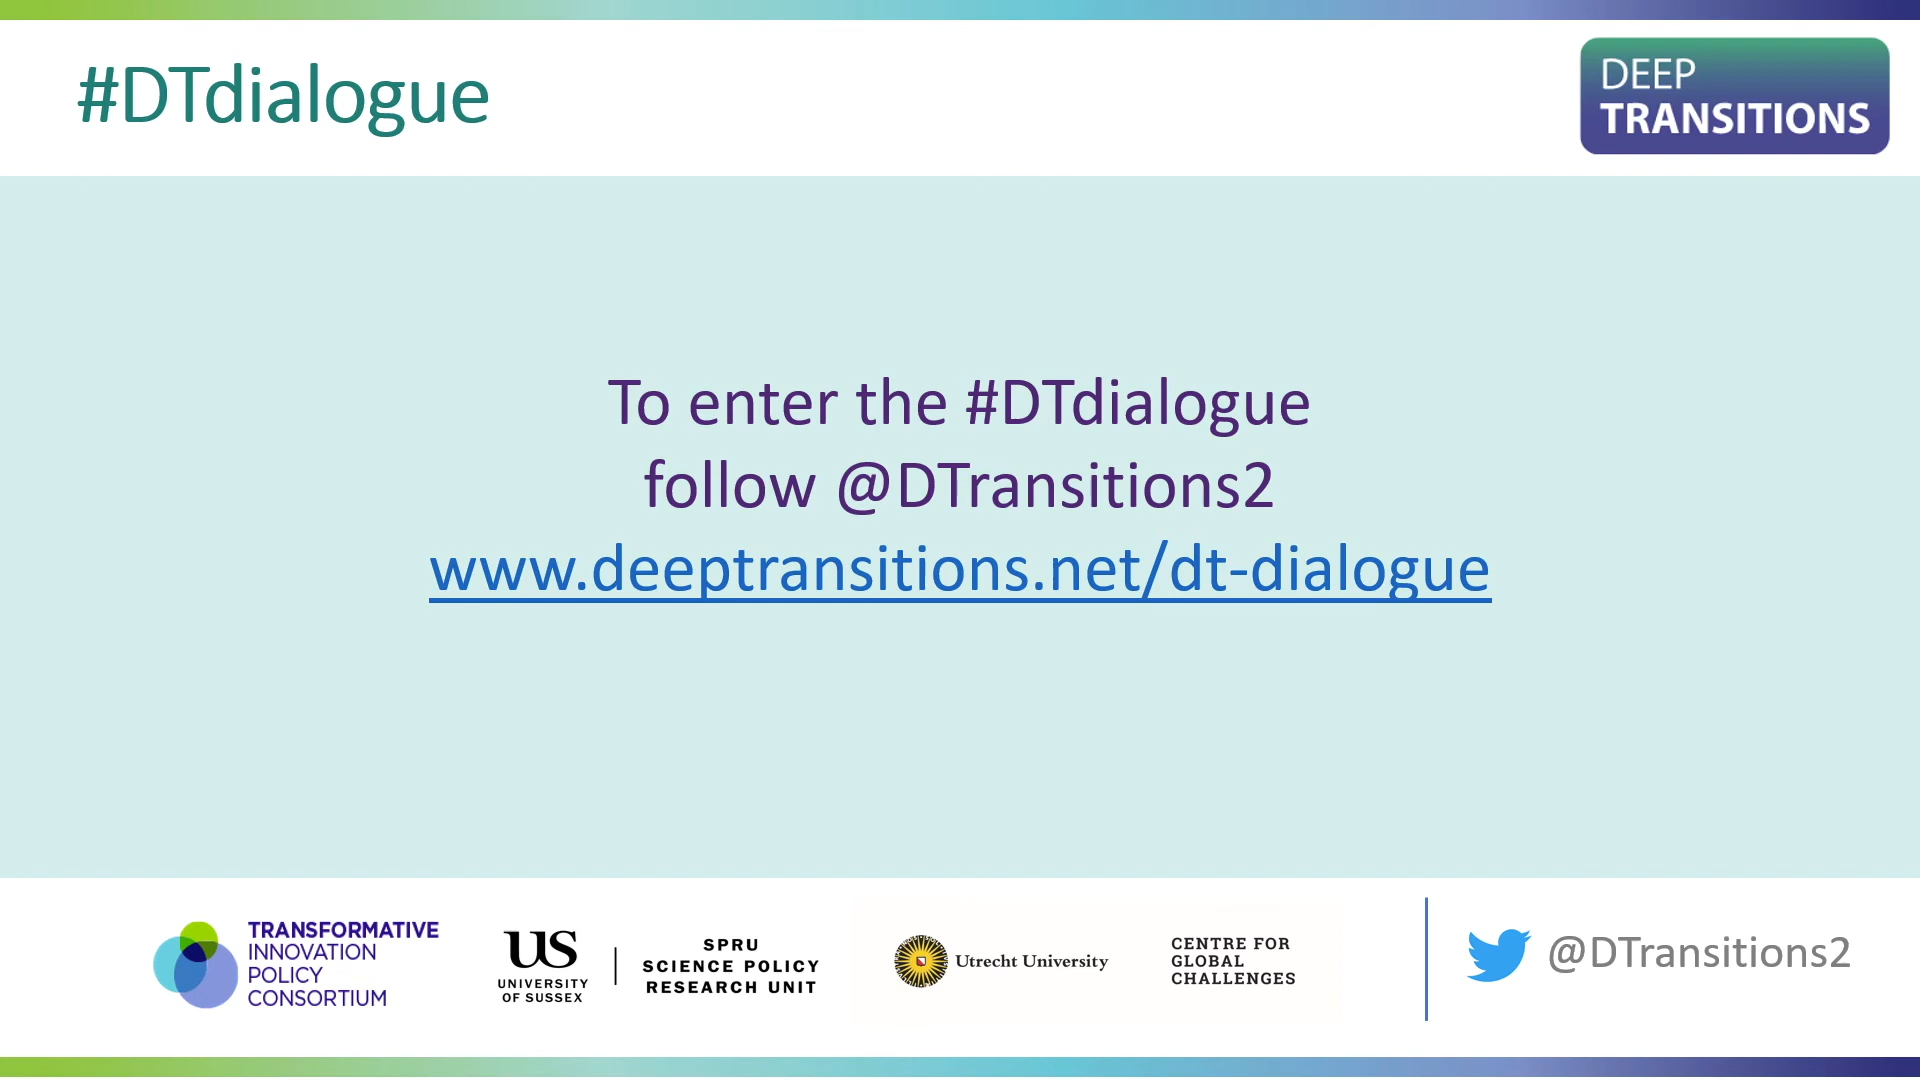 #DTdialogue
DEEP
TRANSITIONS
To enter the #DTdialogue
follow @DTransitions2
www.deeptransitions.net/dt-dialogue
TRANSFORMATIVE
INNOVATION
POLICY
CONSORTIUM
US
UNIVERSITY
OF SUSSEX
SPRU
SCIENCE POLICY
RESEARCH UNIT
Utrecht University
CENTRE FOR
GLOBAL
CHALLENGES
@DTransitions2